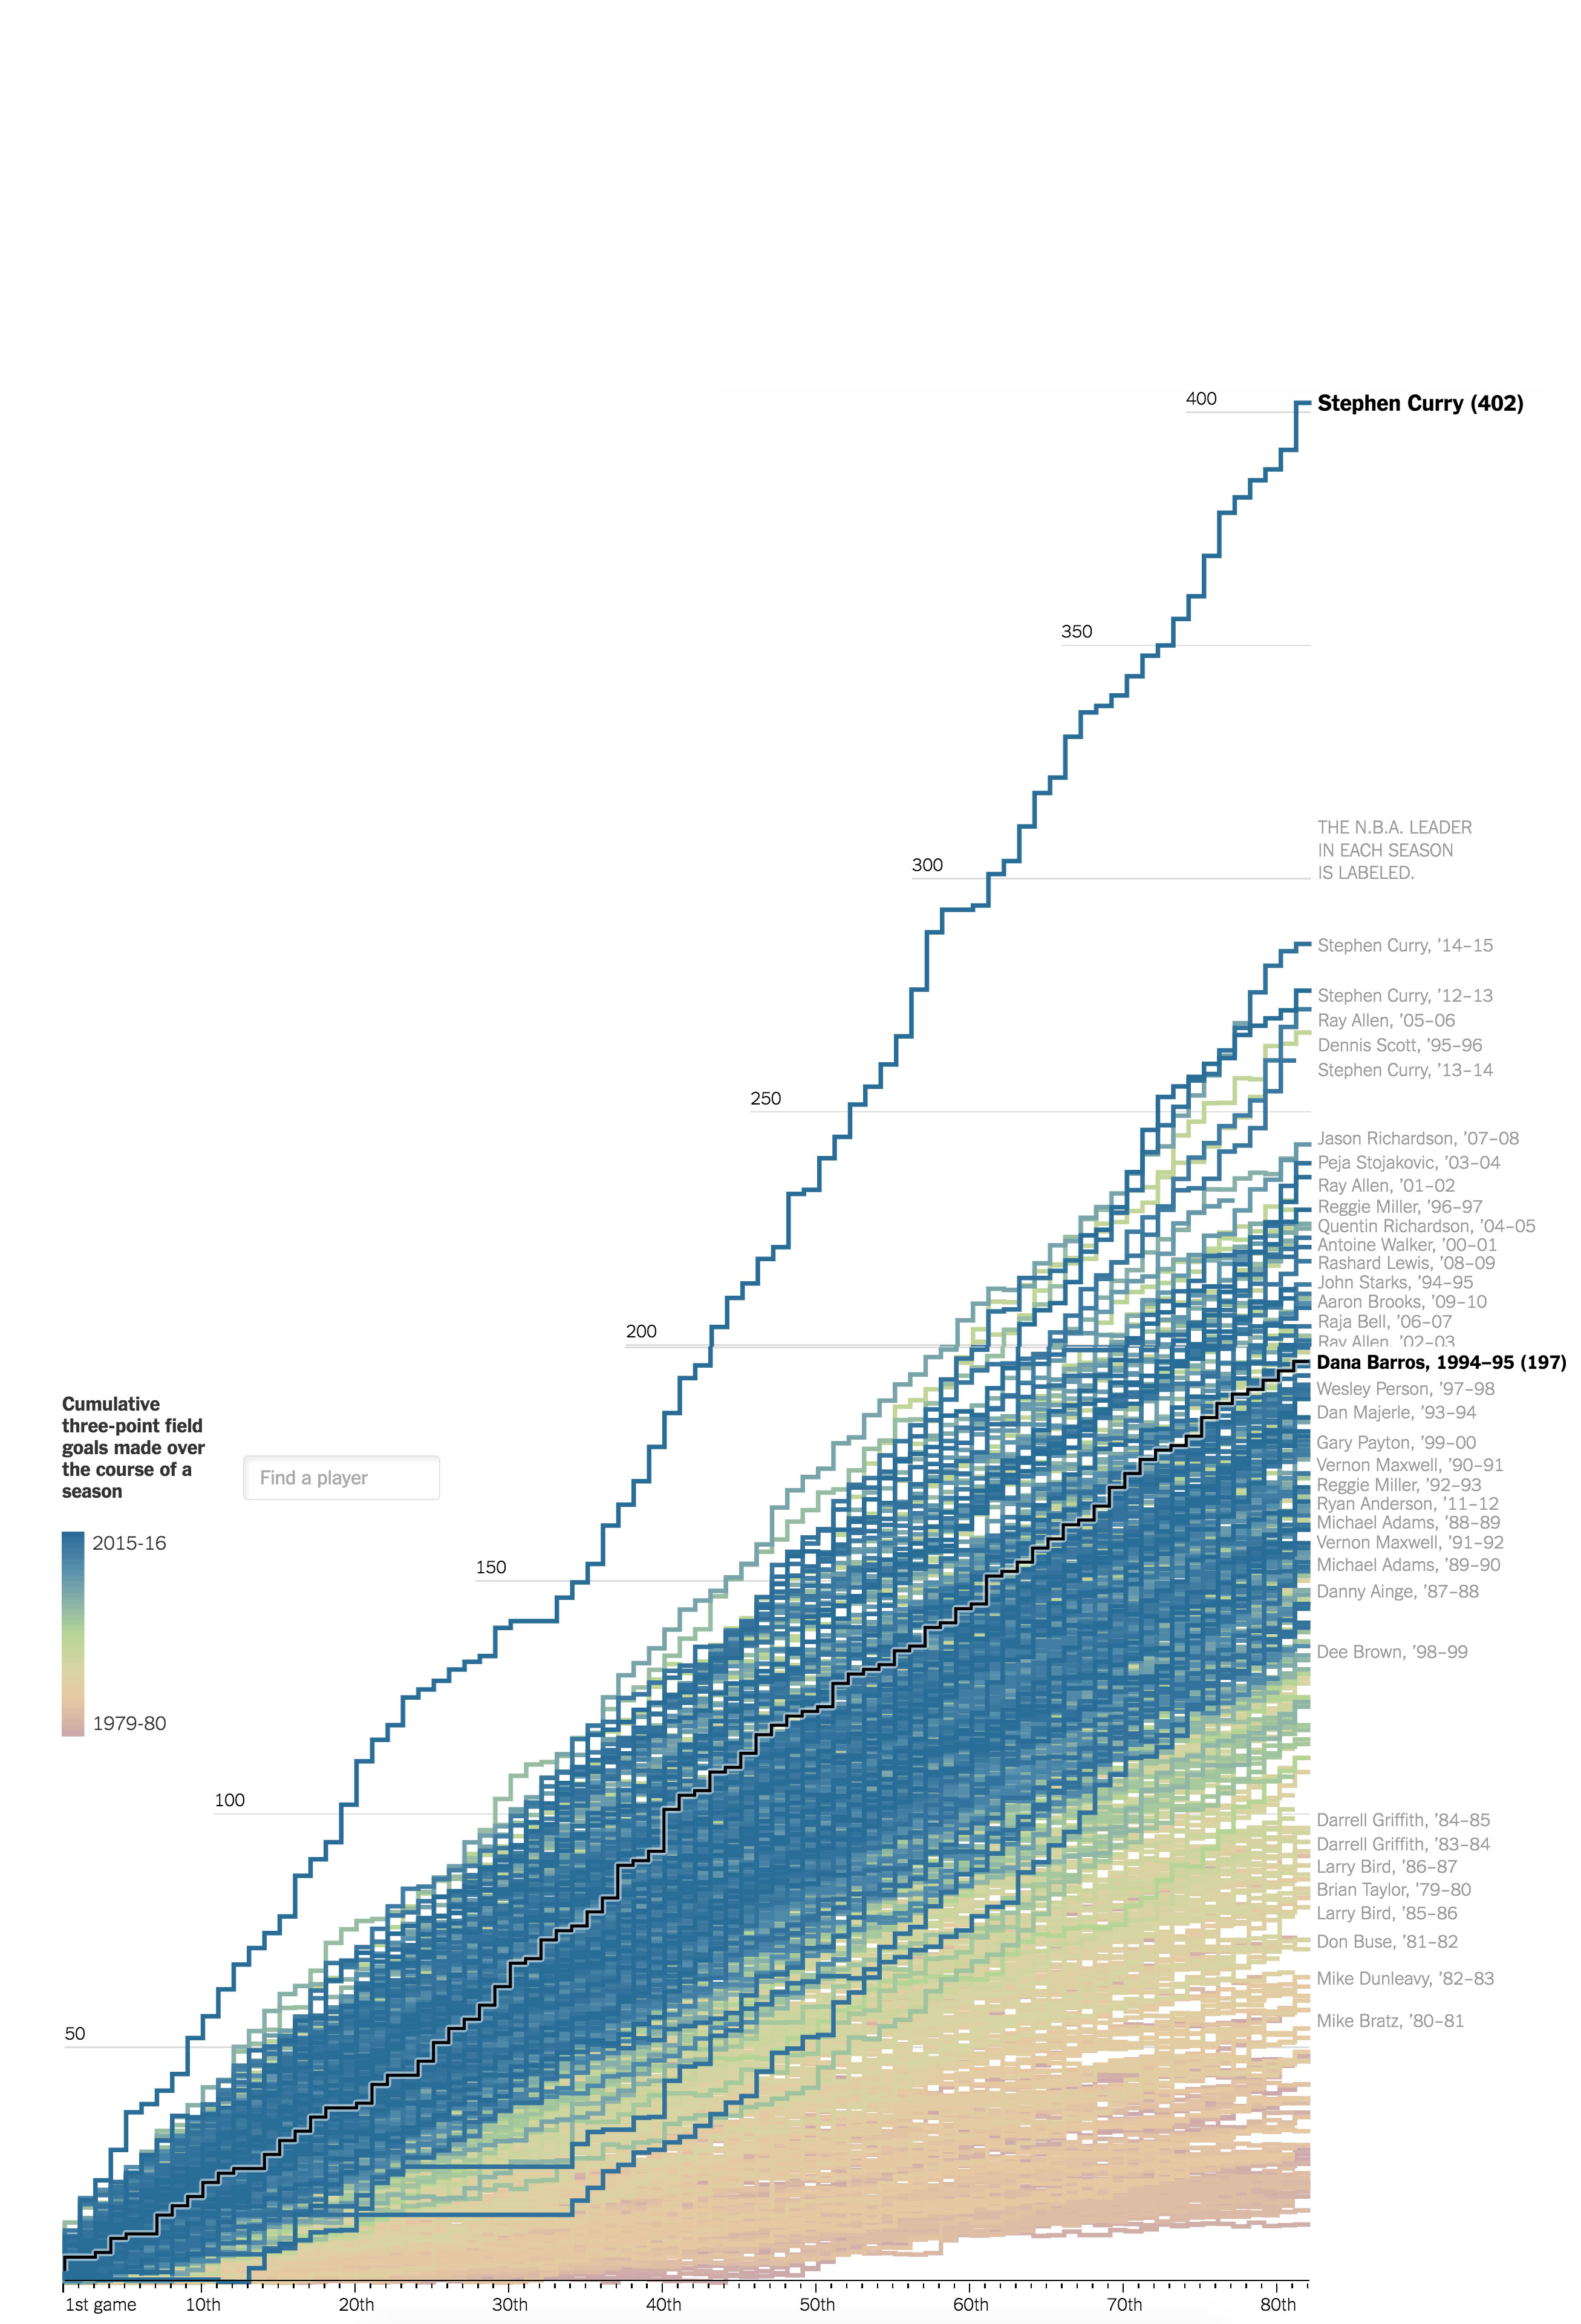 400
Stephen Curry (402)
350
THE N.B.A. LEADER
IN EACH SEASON
IS LABELED.
300
Stephen Curry, ’14–15
Stephen Curry, ’12–13
Ray Allen, ’05–06
Dennis Scott, ’95–96
Stephen Curry, ’13–14
250
Jason Richardson, ’07–08
Peja Stojakovic, ’03–04
Ray Allen, ’01–02
Reggie Miller, ’96–97
Quentin Richardson, ’04–05
Antoine Walker, ’00–01
Rashard Lewis, ’08–09
John Starks, ’94–95
Aaron Brooks, ’09–10
Raja Bell, ’06–07
200
Ray Allen, ’02–03
Dana Barros, 1994–95 (197)
Wesley Person, ’97–98
Dan Majerle, ’93–94
Gary Payton, ’99–00
Vernon Maxwell, ’90–91
Reggie Miller, ’92–93
Ryan Anderson, ’11–12
Michael Adams, ’88–89
Vernon Maxwell, ’91–92
Michael Adams, ’89–90
Danny Ainge, ’87–88
Dee Brown, ’98–99
Cumulative
three-point field
goals made over
the course of a
season
Find a player
2015-16
1979-80
150
100
Darrell Griffith, ’84–85
Darrell Griffith, ’83–84
Larry Bird, ’86–87
Brian Taylor, ’79–80
Larry Bird, ’85–86
Don Buse, ’81–82
Mike Dunleavy, ’82–83
Mike Bratz, ’80–81
50
1st game 10th 20th 30th 40th 50th 60th 70th 80th